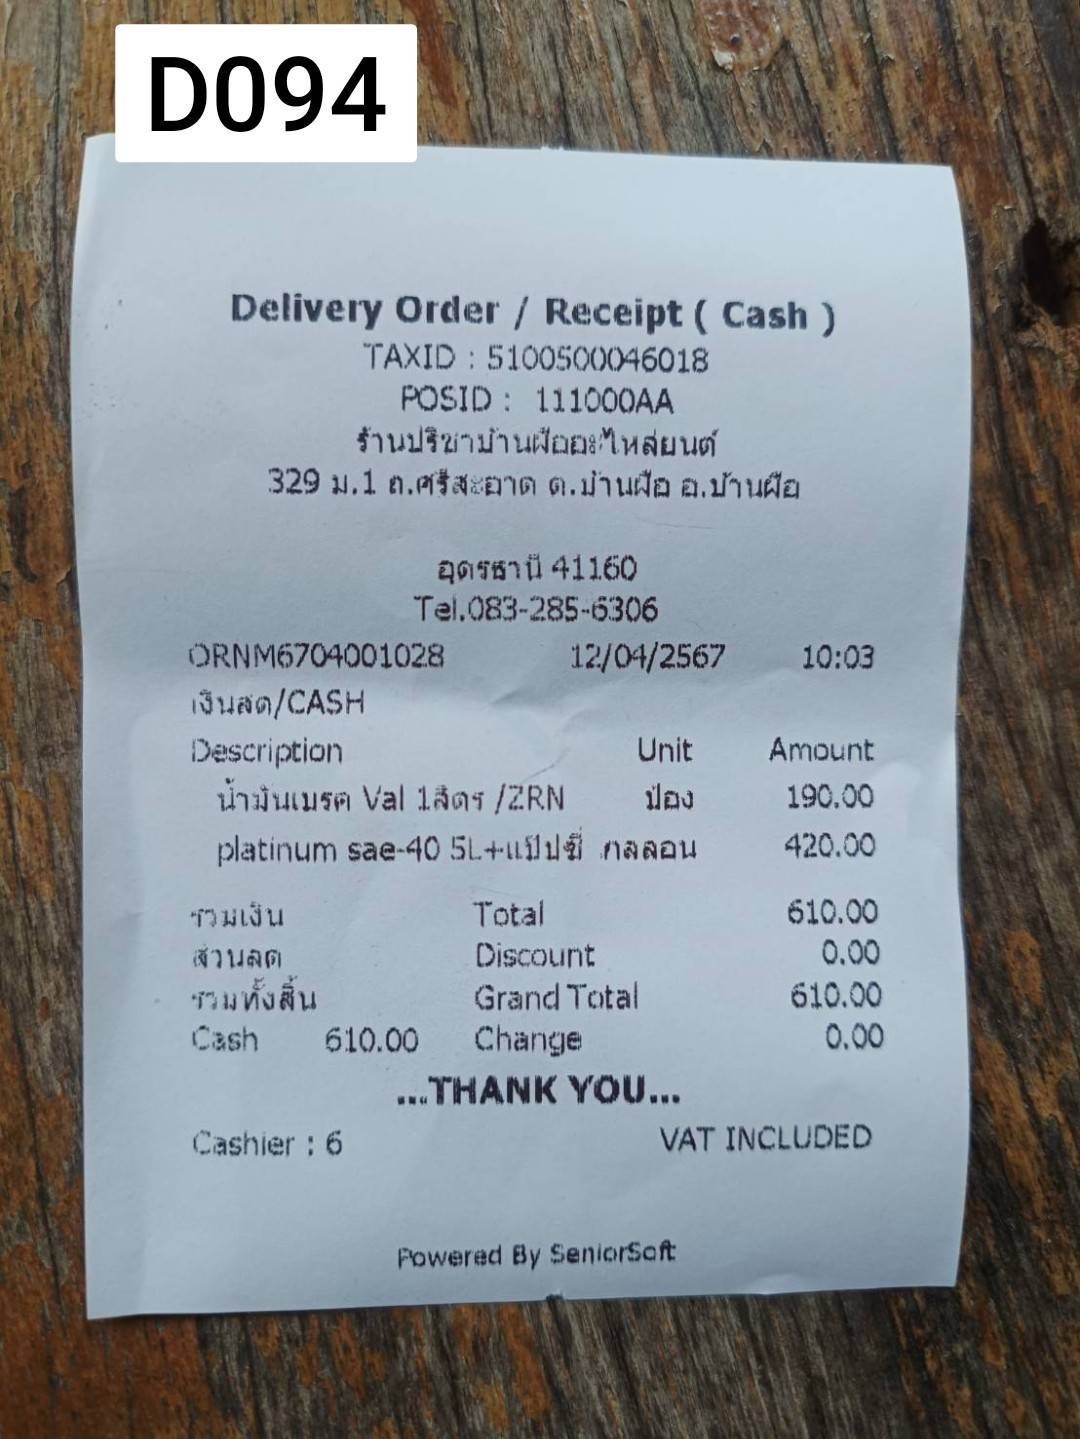 D094
Delivery Order / Receipt ( Cash )
TAXID : 5100500046018
POSID : 111000AA
ร้านปรีชาบ้านผืออะไหล่ยนต์
329 ม.1 ถ.ศรีสะอาด ต.บ้านผือ อ.บ้านผือ
อุดรธานี 41160
Tel.083-285-6306
ORNM6704001028 12/04/2567 10:03
เงินสด/CASH
Description Unit Amount
น้ำมันเบรค Val 1ลิตร /ZRN ป๋อง 190.00
platinum sae-40 5L+แป๊ปซี่ กลลอน 420.00
รวมเงิน Total 610.00
ส่วนลด Discount 0.00
รวมทั้งสิ้น Grand Total 610.00
Cash 610.00 Change 0.00
...THANK YOU...
Cashier : 6 VAT INCLUDED
Powered By SeniorSoft